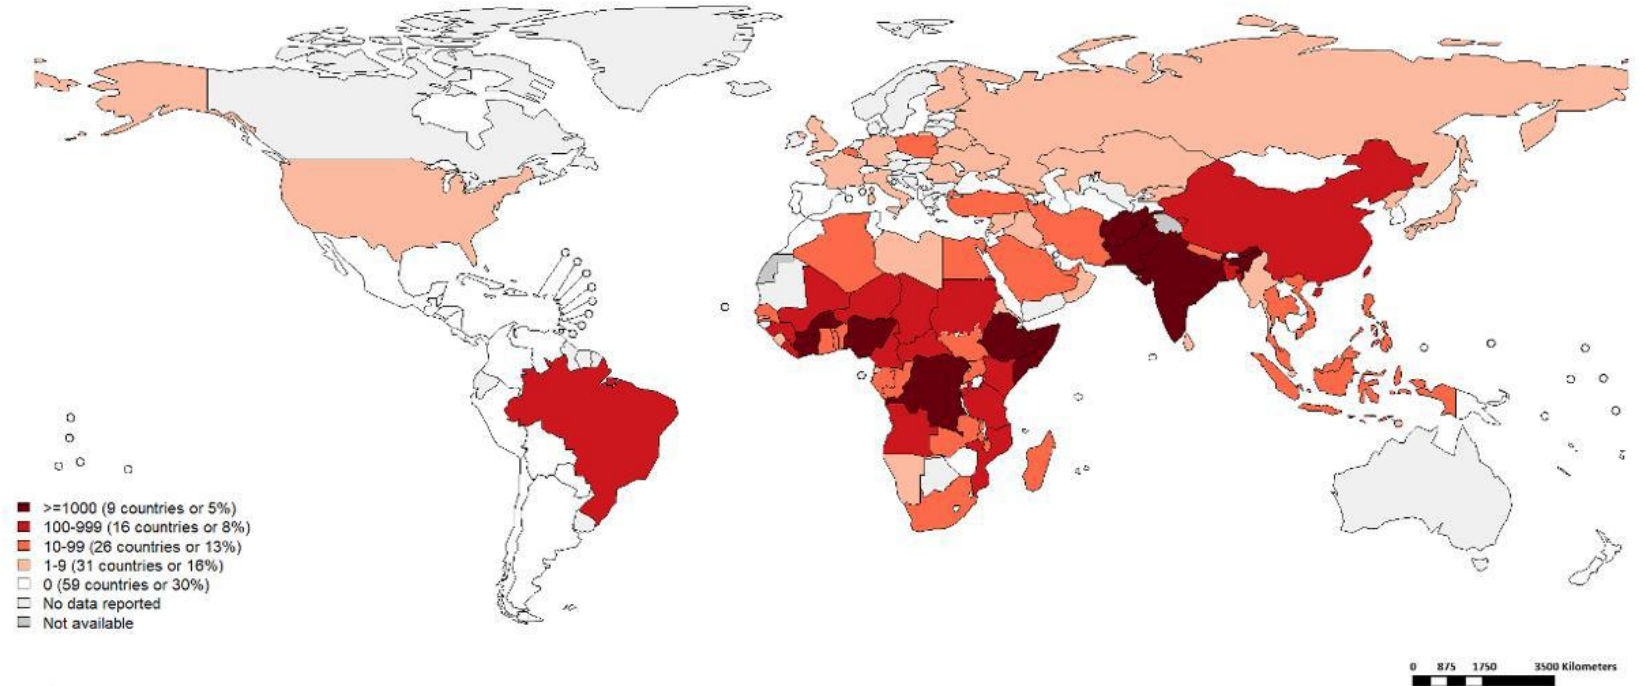 >=1000 (9 countries or 5%)
100-999 (16 countries or 8%)
10-99 (26 countries or 13%)
1-9 (31 countries or 16%)
0 (59 countries or 30%)
No data reported
Not available
0 875 1750 3500 Kilometers